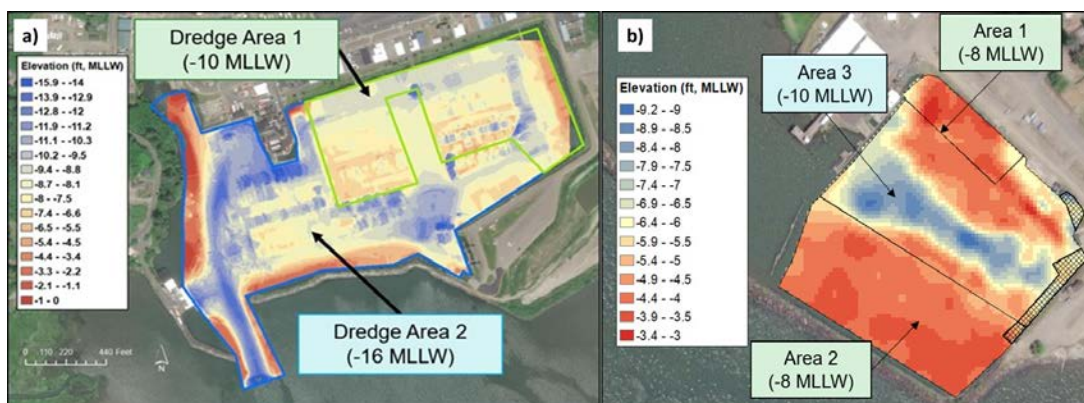 a)
Dredge Area 1
(-10 MLLW)
Elevation (ft, MLLW)
-15.9 - -14
-13.9 - -12.9
-12.8 - -12
-11.9 - -11.2
-11.1 - -10.3
-10.2 - -9.5
-9.4 - -8.8
-8.7 - -8.1
-8 - -7.5
-7.4 - -6.6
-6.5 - -5.5
-5.4 - -4.5
-4.4 - -3.4
-3.3 - -2.2
-2.1 - -1.1
-1 - 0
Dredge Area 2
(-16 MLLW)
0 110 220 440 Feet
N
b)
Area 1
(-8 MLLW)
Area 3
(-10 MLLW)
Elevation (ft, MLLW)
-9.2 - -9
-8.9 - -8.5
-8.4 - -8
-7.9 - -7.5
-7.4 - -7
-6.9 - -6.5
-6.4 - -6
-5.9 - -5.5
-5.4 - -5
-4.9 - -4.5
-4.4 - -4
-3.9 - -3.5
-3.4 - -3
Area 2
(-8 MLLW)